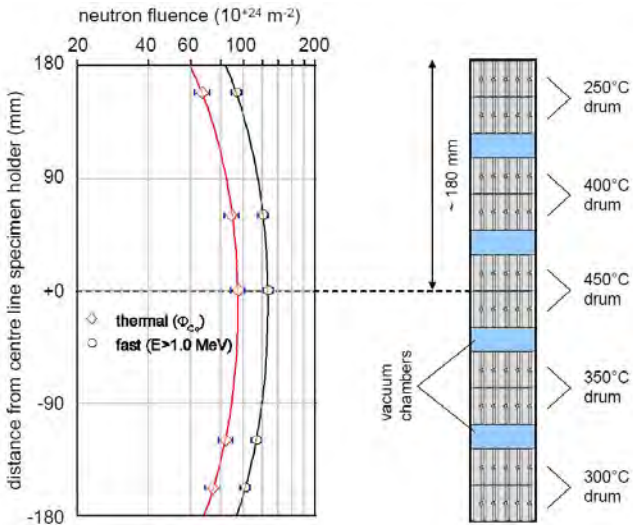 neutron fluence (10⁺²⁴ m⁻²)
20 40 60 100 200
180
90
+0
-90
-180
distance from centre line specimen holder (mm)
thermal (Φ
fast (E>1.0 MeV)
~ 180 mm
vacuum
chambers
250°C
drum
400°C
drum
450°C
drum
350°C
drum
300°C
drum